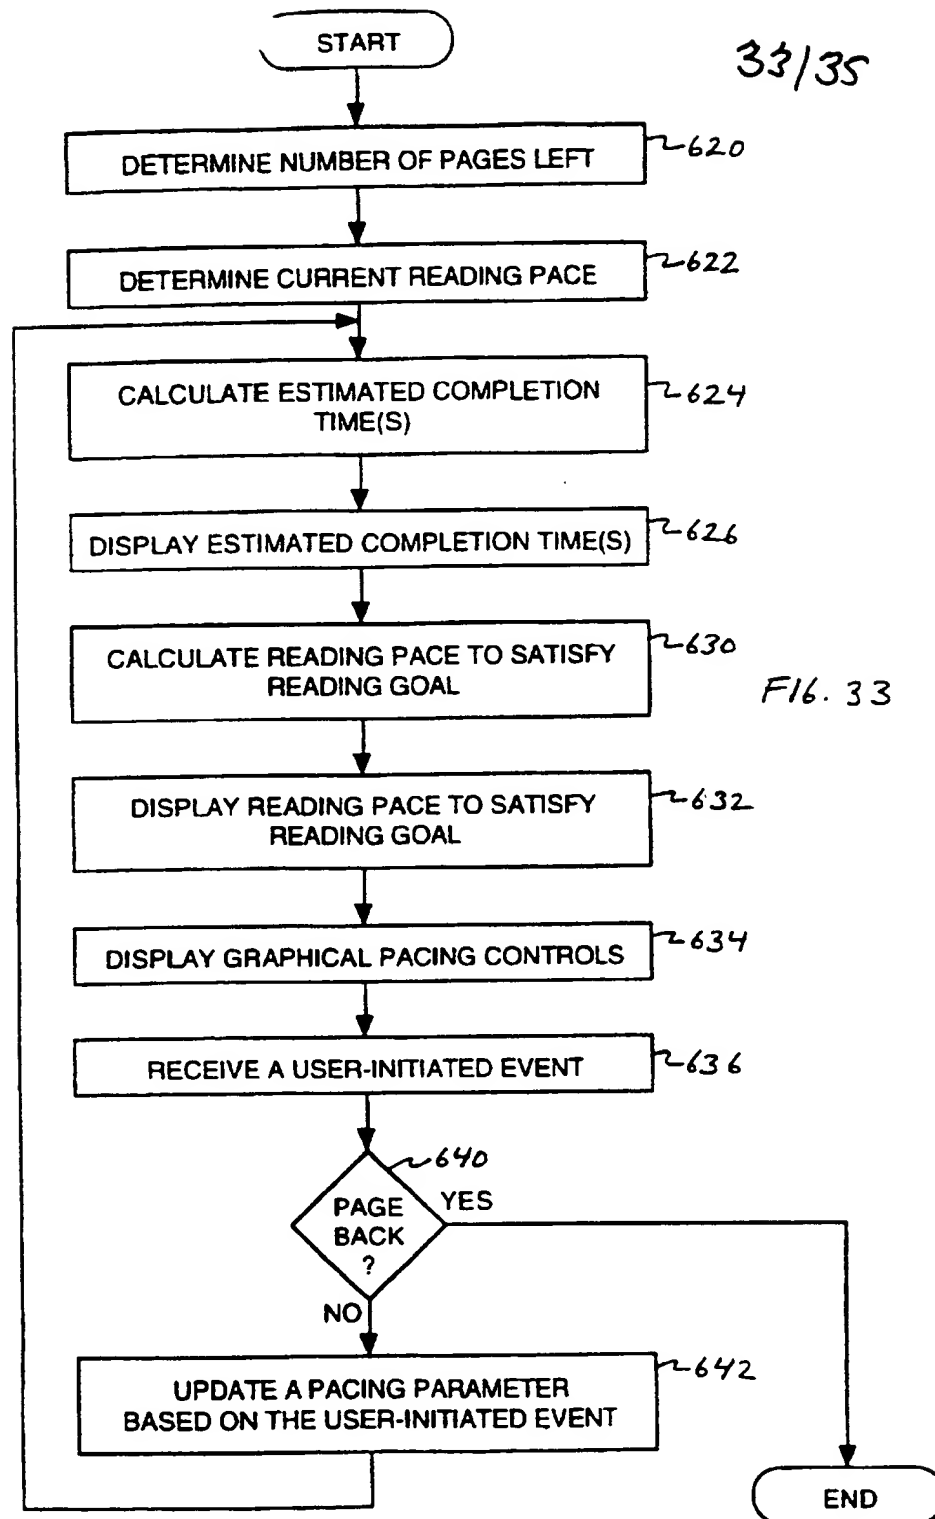 START
33/35
DETERMINE NUMBER OF PAGES LEFT
620
DETERMINE CURRENT READING PACE
622
CALCULATE ESTIMATED COMPLETION
TIME(S)
624
DISPLAY ESTIMATED COMPLETION TIME(S)
626
CALCULATE READING PACE TO SATISFY
READING GOAL
630
FIG. 33
DISPLAY READING PACE TO SATISFY
READING GOAL
632
DISPLAY GRAPHICAL PACING CONTROLS
634
RECEIVE A USER-INITIATED EVENT
636
640
PAGE
BACK
?
YES
NO
UPDATE A PACING PARAMETER
BASED ON THE USER-INITIATED EVENT
642
END